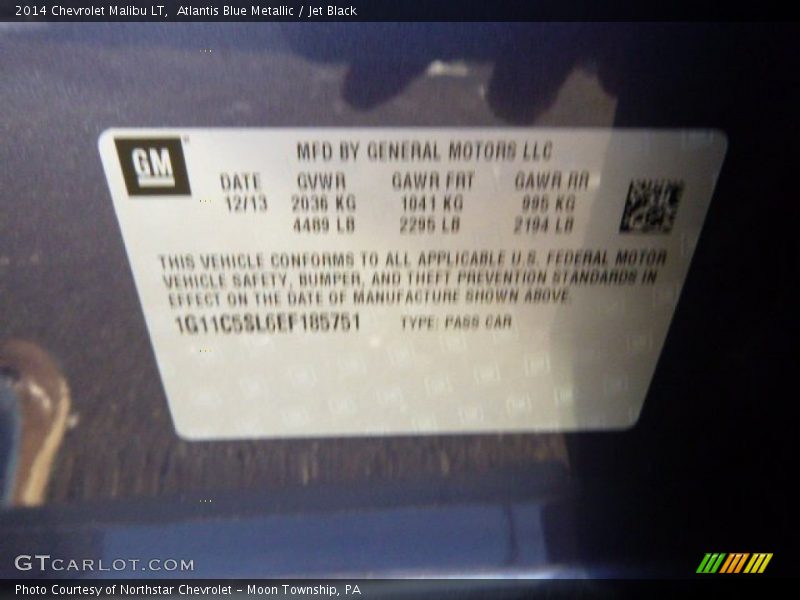 2014 Chevrolet Malibu LT,  Atlantis Blue Metallic / Jet Black
GM
MFD BY GENERAL MOTORS LLC
DATE GVWR GAWR FRT GAWR RR
12/13 2036 KG 1041 KG 995 KG
4489 LB 2295 LB 2194 LB
THIS VEHICLE CONFORMS TO ALL APPLICABLE U.S. FEDERAL MOTOR
VEHICLE SAFETY, BUMPER, AND THEFT PREVENTION STANDARDS IN
EFFECT ON THE DATE OF MANUFACTURE SHOWN ABOVE.
1G11C5SL6EF185751 TYPE: PASS CAR
GTCARLOT.COM
Photo Courtesy of Northstar Chevrolet - Moon Township, PA